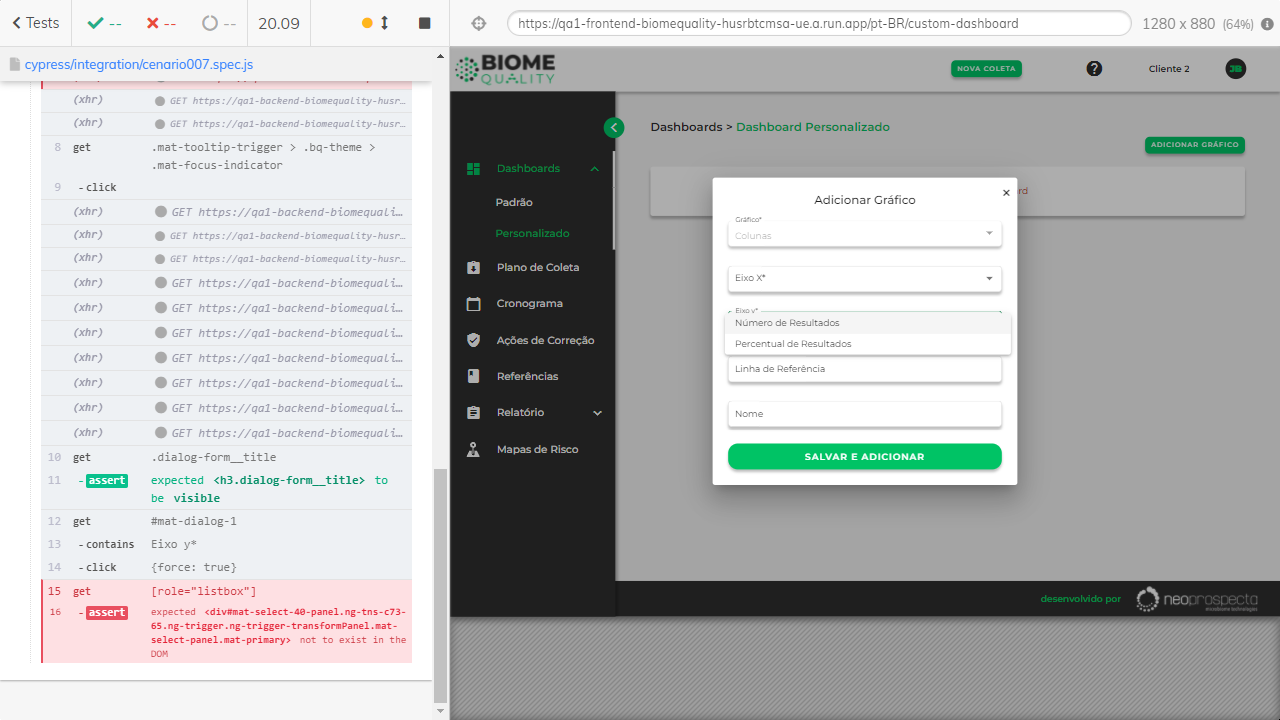 Tests
--
--
--
20.09
https://qa1-frontend-biomequality-husrbtcmsa-ue.a.run.app/pt-BR/custom-dashboard
1280 x 880 (64%)
cypress/integration/cenario007.spec.js
(xhr) GET https://qa1-backend-biomequality-husr…
(xhr) GET https://qa1-backend-biomequality-husr…
8 get .mat-tooltip-trigger > .bq-theme >
.mat-focus-indicator
9 -click
(xhr) GET https://qa1-backend-biomequali…
(xhr) GET https://qa1-backend-biomequality-husr…
(xhr) GET https://qa1-backend-biomequality-husr…
(xhr) GET https://qa1-backend-biomequali…
(xhr) GET https://qa1-backend-biomequali…
(xhr) GET https://qa1-backend-biomequali…
(xhr) GET https://qa1-backend-biomequali…
(xhr) GET https://qa1-backend-biomequali…
(xhr) GET https://qa1-backend-biomequali…
10 get .dialog-form__title
11 -assert expected <h3.dialog-form__title> to
be visible
12 get #mat-dialog-1
13 -contains Eixo y*
14 -click {force: true}
15 get [role="listbox"]
16 -assert expected <div#mat-select-40-panel.ng-tns-c73-
65.ng-trigger.ng-trigger-transformPanel.mat-
select-panel.mat-primary> not to exist in the
DOM
BIOME
QUALITY
NOVA COLETA
?
Cliente 2
JB
Dashboards
Padrão
Personalizado
Plano de Coleta
Cronograma
Ações de Correção
Referências
Relatório
Mapas de Risco
Dashboards > Dashboard Personalizado
ADICIONAR GRÁFICO
Adicionar Gráfico
×
Gráfico*
Colunas
Eixo X*
Eixo y*
Número de Resultados
Percentual de Resultados
Linha de Referência
Nome
SALVAR E ADICIONAR
desenvolvido por
neoprospecta